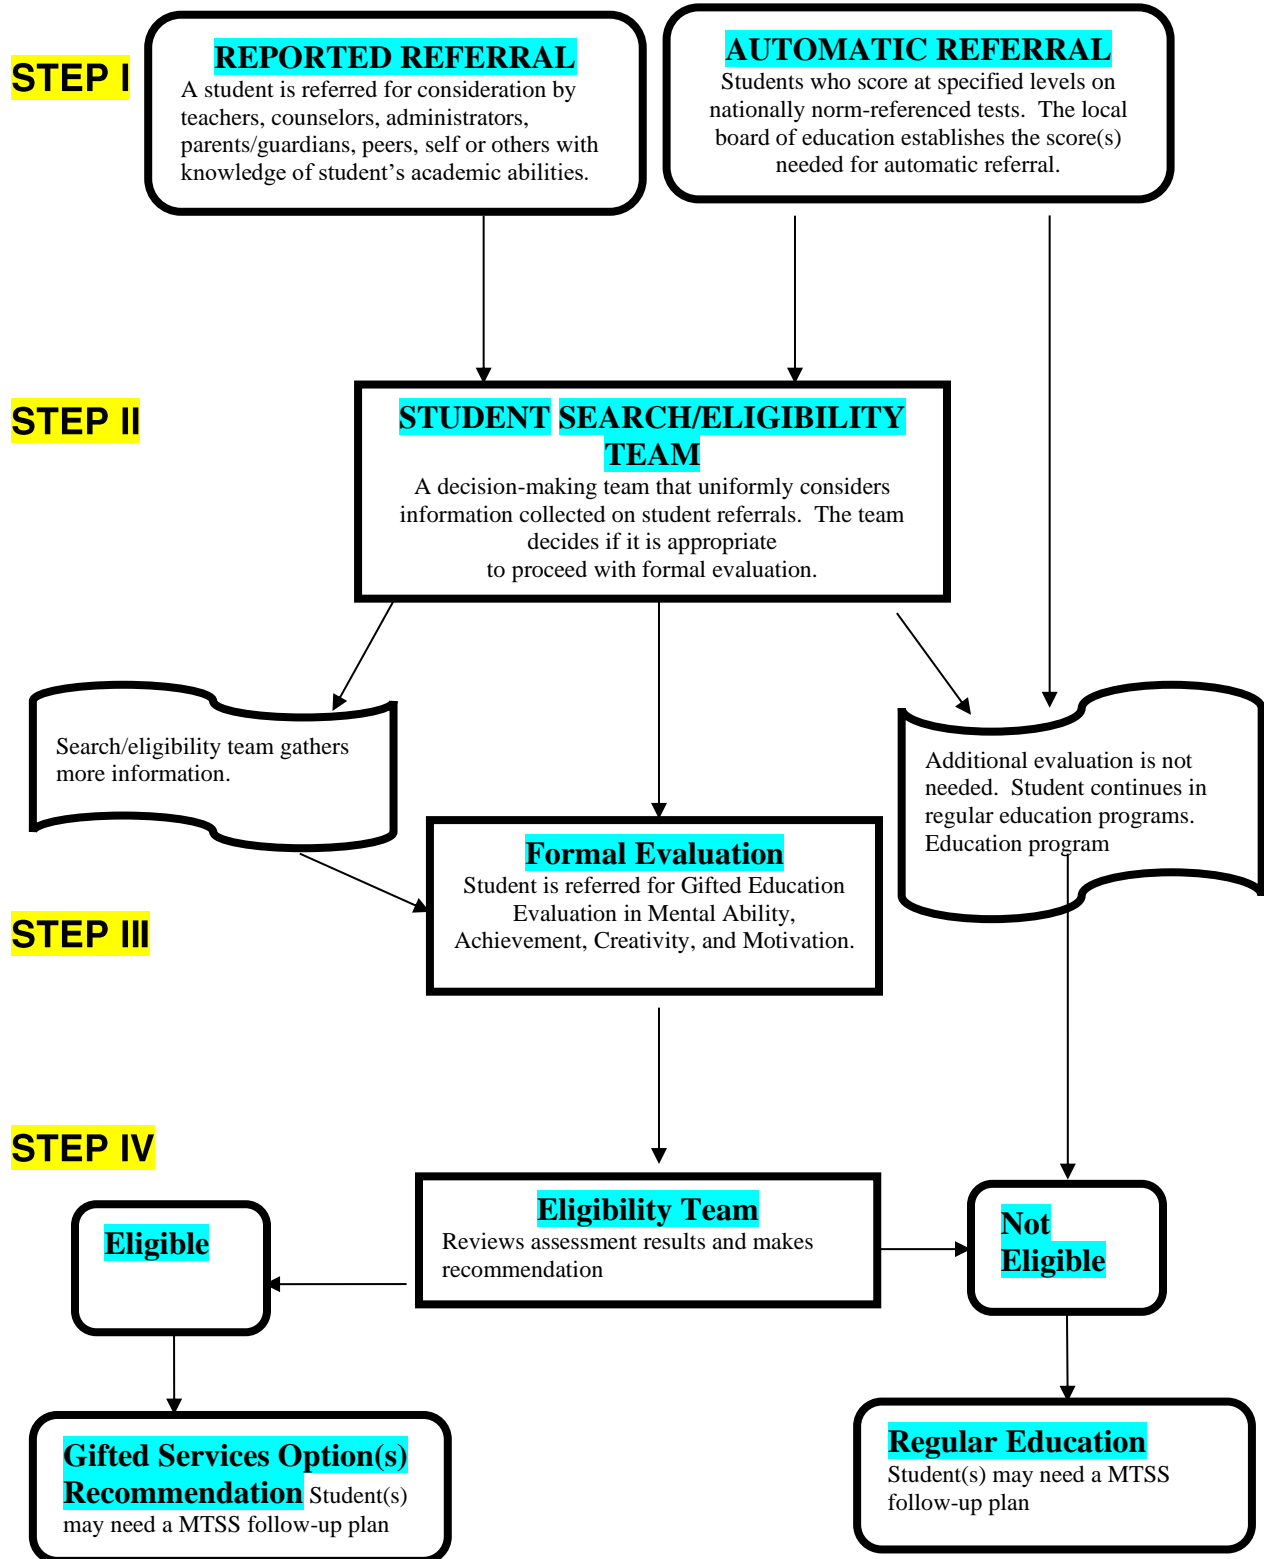 STEP I
REPORTED REFERRAL
A student is referred for consideration by
teachers, counselors, administrators,
parents/guardians, peers, self or others with
knowledge of student's academic abilities.
AUTOMATIC REFERRAL
Students who score at specified levels on
nationally norm-referenced tests. The local
board of education establishes the score(s)
needed for automatic referral.
STEP II
STUDENT SEARCH/ELIGIBILITY
TEAM
A decision-making team that uniformly considers
information collected on student referrals. The team
decides if it is appropriate
to proceed with formal evaluation.
Search/eligibility team gathers
more information.
Additional evaluation is not
needed. Student continues in
regular education programs.
Education program
STEP III
Formal Evaluation
Student is referred for Gifted Education
Evaluation in Mental Ability,
Achievement, Creativity, and Motivation.
STEP IV
Eligible
Eligibility Team
Reviews assessment results and makes
recommendation
Not
Eligible
Gifted Services Option(s)
Recommendation Student(s)
may need a MTSS follow-up plan
Regular Education
Student(s) may need a MTSS
follow-up plan